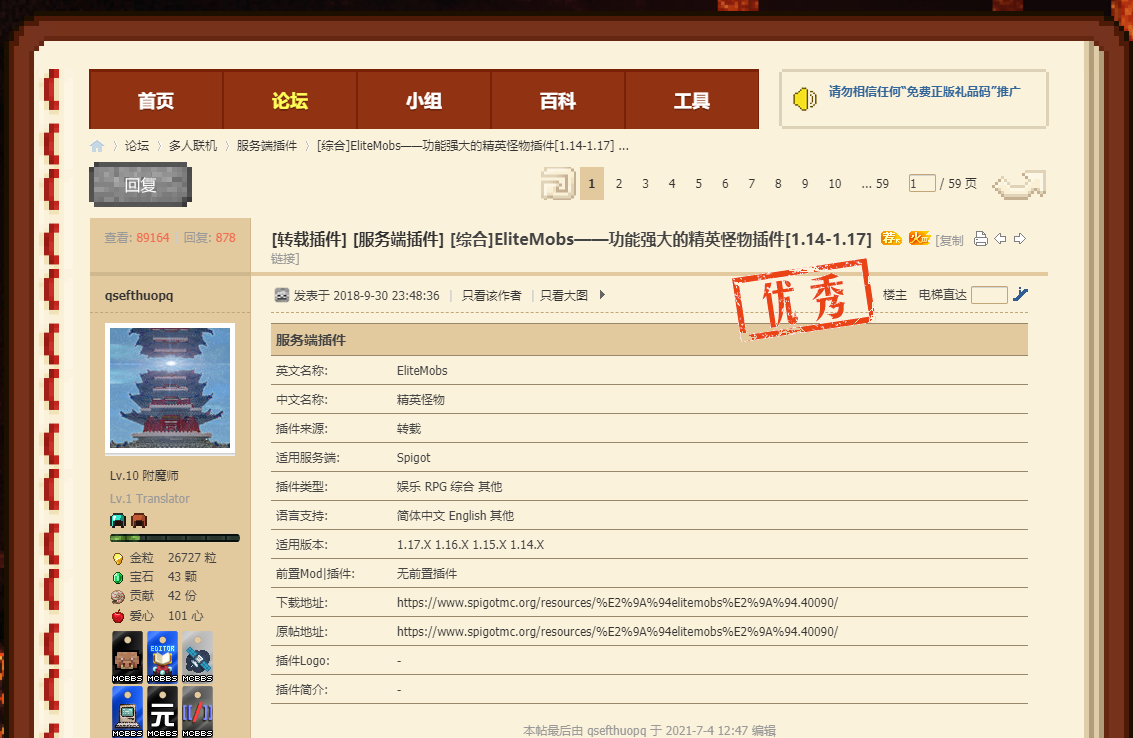 首页 论坛 小组 百科 工具
请勿相信任何“免费正版礼品码”推广
论坛 多人联机 服务端插件 [综合]EliteMobs——功能强大的精英怪物插件[1.14-1.17] ...
回复
1 2 3 4 5 6 7 8 9 10 ... 59 1 / 59 页
查看: 89164 回复: 878
[转载插件] [服务端插件] [综合]EliteMobs——功能强大的精英怪物插件[1.14-1.17] 荐 火 [复制
链接]
qsefthuopq
发表于 2018-9-30 23:48:36 | 只看该作者 | 只看大图
优秀
楼主 电梯直达
服务端插件
英文名称: EliteMobs
中文名称: 精英怪物
插件来源: 转载
适用服务端: Spigot
插件类型: 娱乐 RPG 综合 其他
语言支持: 简体中文 English 其他
适用版本: 1.17.X 1.16.X 1.15.X 1.14.X
前置Mod|插件: 无前置插件
下载地址: https://www.spigotmc.org/resources/%E2%9A%94elitemobs%E2%9A%94.40090/
原帖地址: https://www.spigotmc.org/resources/%E2%9A%94elitemobs%E2%9A%94.40090/
插件Logo: -
插件简介: -
本帖最后由 qsefthuopq 于 2021-7-4 12:47 编辑
Lv.10 附魔师
Lv.1 Translator
金粒 26727 粒
宝石 43 颗
贡献 42 份
爱心 101 心
MCBBS
EDITOR
MCBBS
MCBBS
MCBBS
元
MCBBS
[[/]]
MCBBS